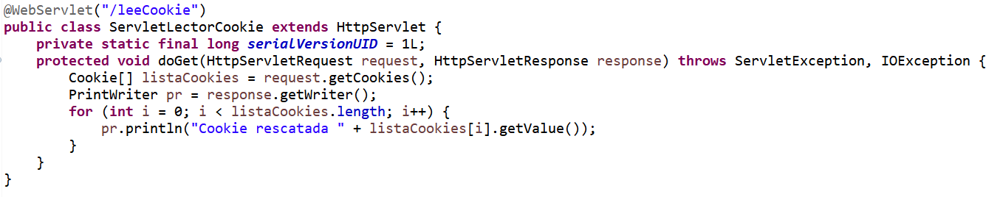 @WebServlet("/leeCookie")
public class ServletLectorCookie extends HttpServlet {
    private static final long serialVersionUID = 1L;
    protected void doGet(HttpServletRequest request, HttpServletResponse response) throws ServletException, IOException {
        Cookie[] listaCookies = request.getCookies();
        PrintWriter pr = response.getWriter();
        for (int i = 0; i < listaCookies.length; i++) {
            pr.println("Cookie rescatada " + listaCookies[i].getValue());
        }
    }
}